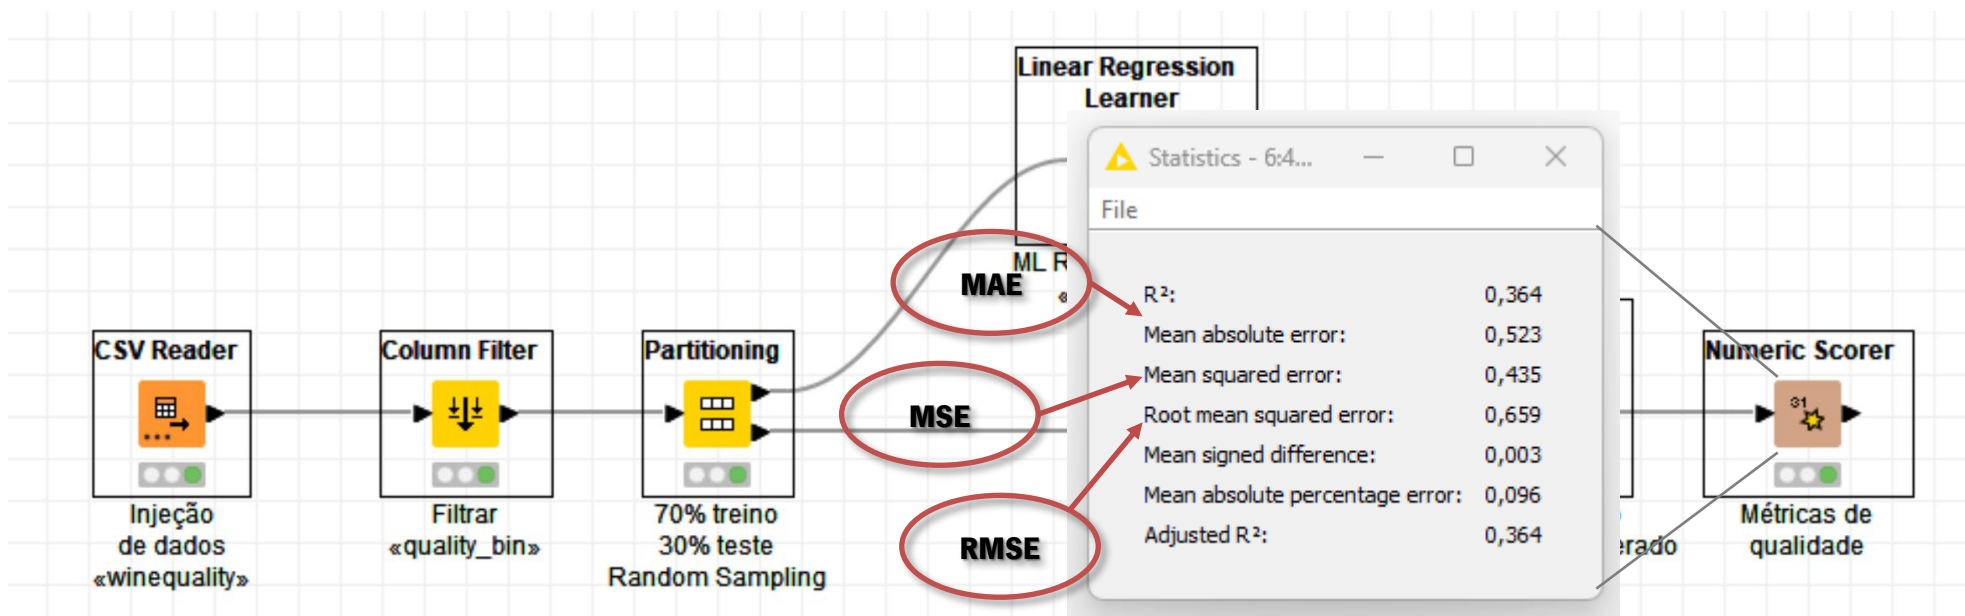 Linear Regression
Learner
Statistics - 6:4...
File
ML R
MAE
R²: 0,364
Mean absolute error: 0,523
Mean squared error: 0,435
Root mean squared error: 0,659
Mean signed difference: 0,003
Mean absolute percentage error: 0,096
Adjusted R²: 0,364
MSE
RMSE
CSV Reader
Injeção
de dados
«winequality»
Column Filter
Filtrar
«quality_bin»
Partitioning
70% treino
30% teste
Random Sampling
erado
Numeric Scorer
31
Métricas de
qualidade